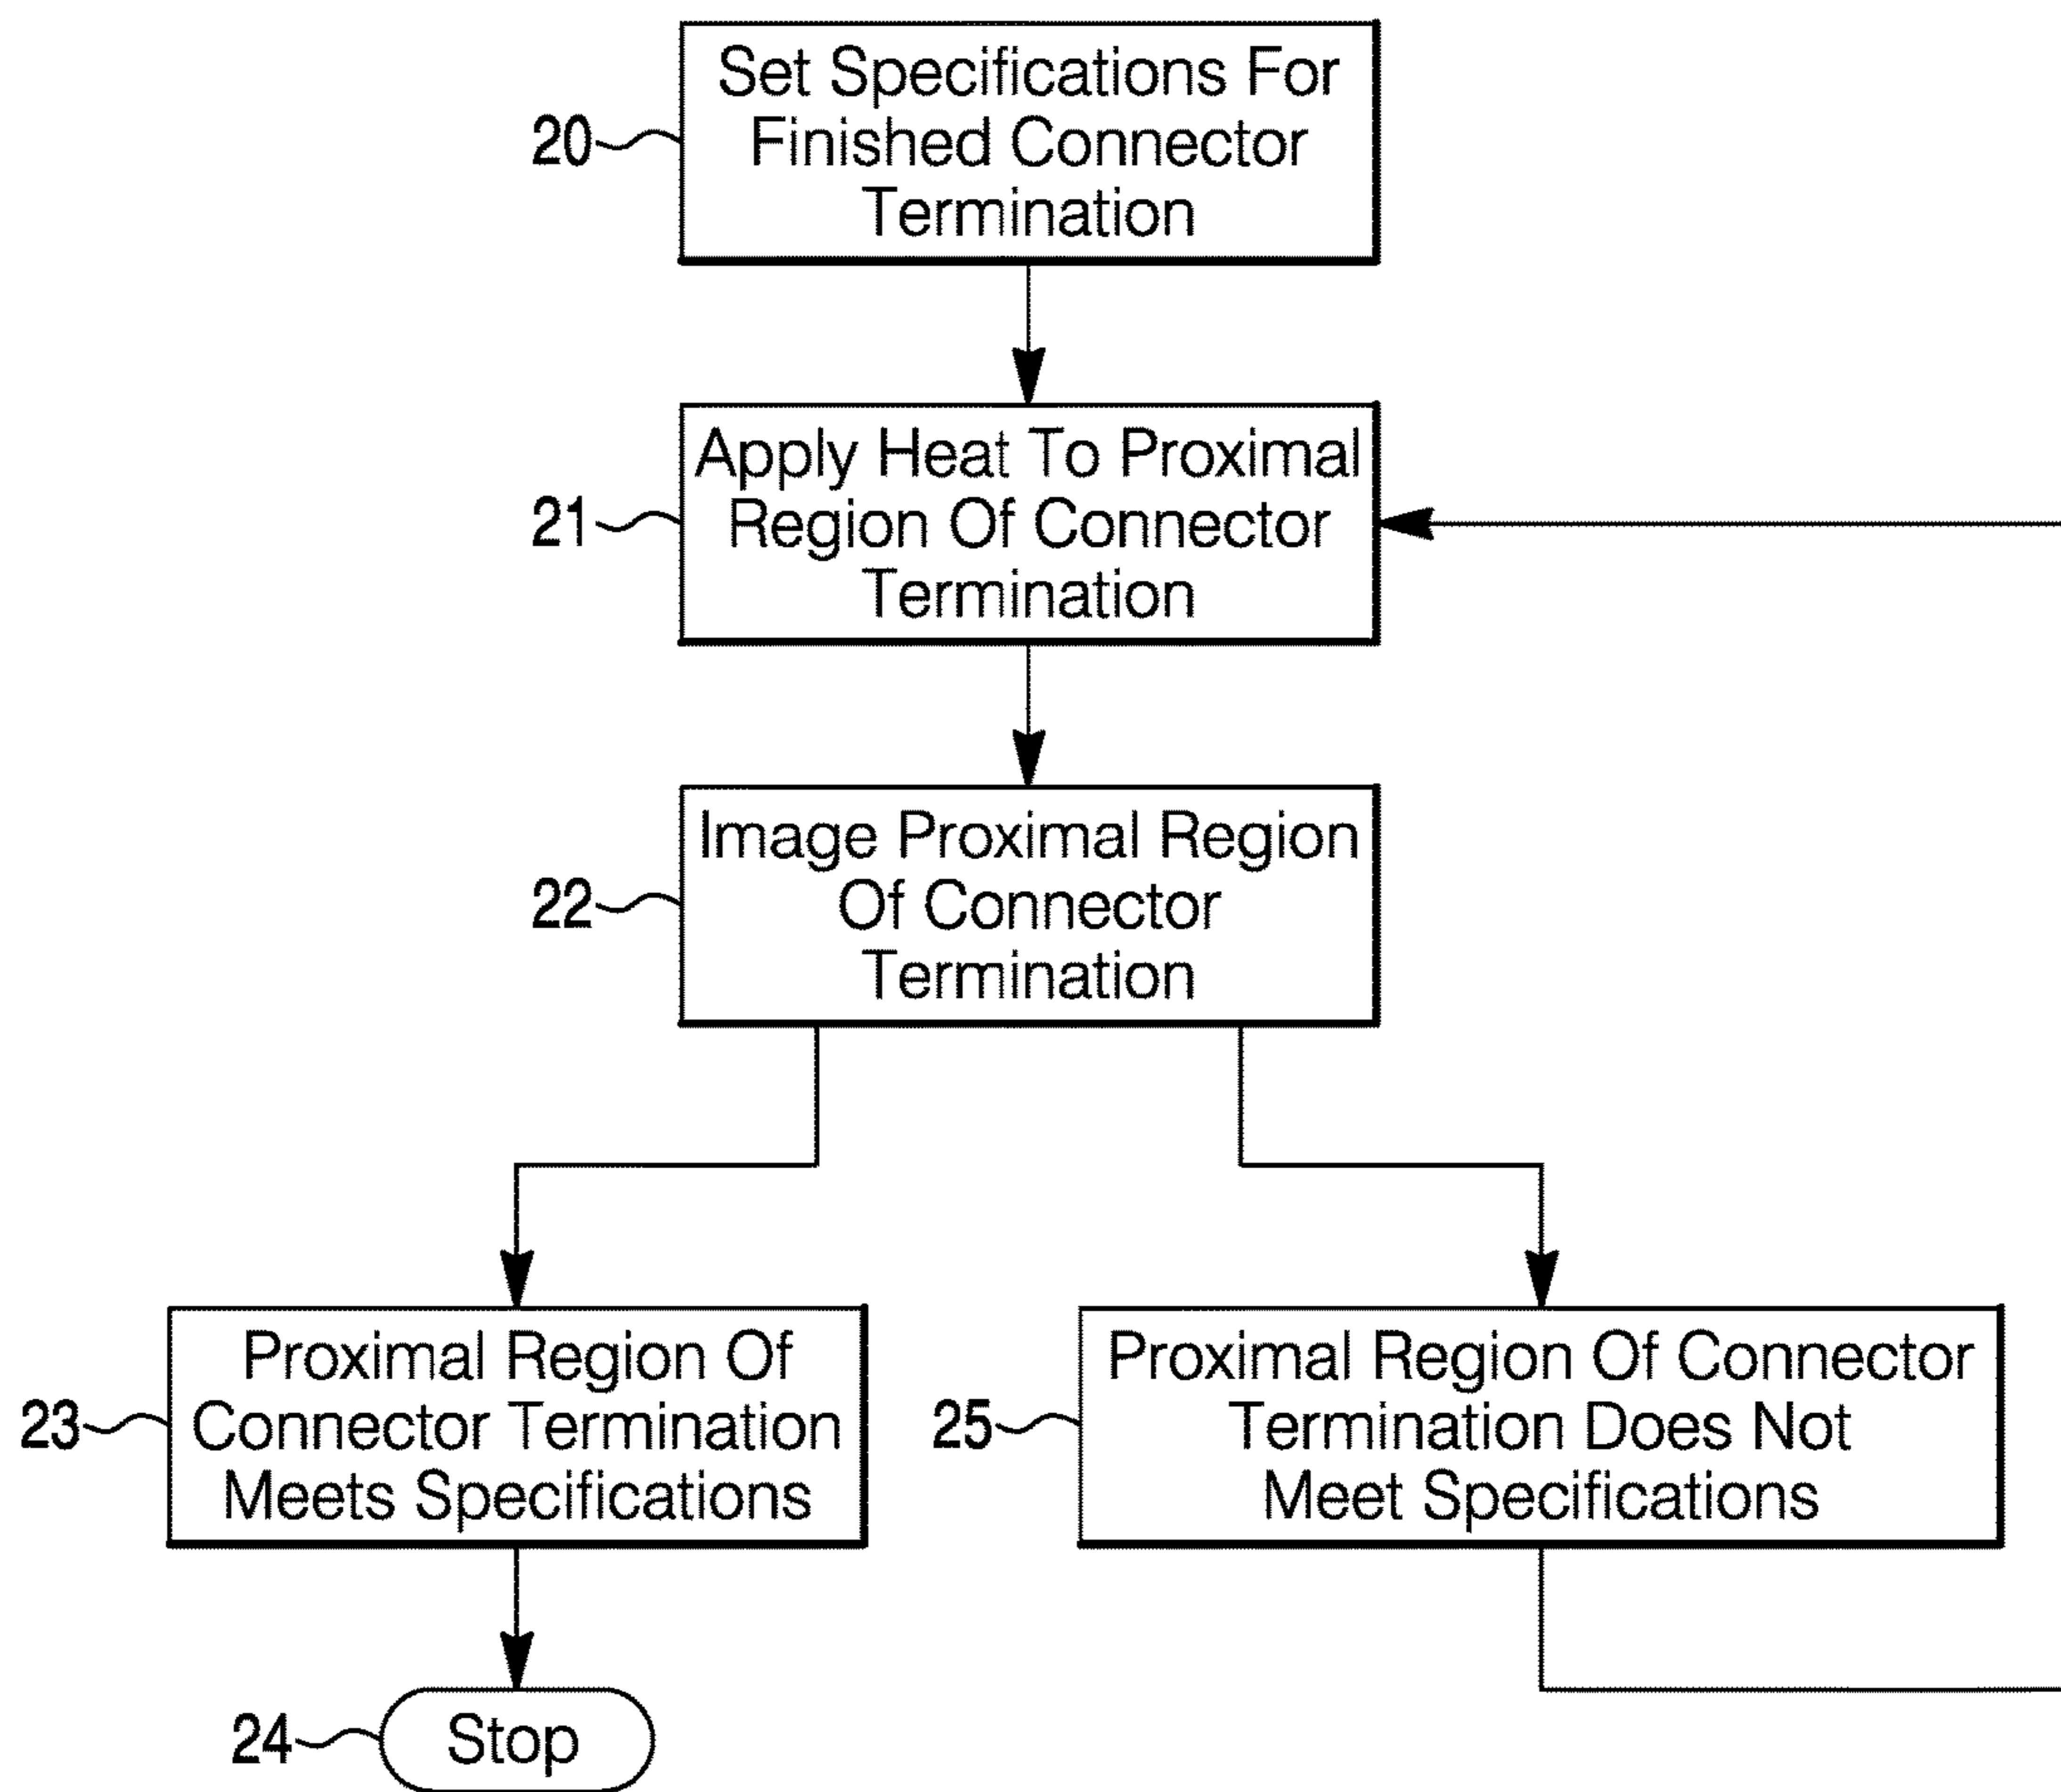 Set Specifications For
Finished Connector
Termination
20
Apply Heat To Proximal
Region Of Connector
Termination
21
Image Proximal Region
Of Connector
Termination
22
Proximal Region Of
Connector Termination
Meets Specifications
23
Proximal Region Of Connector
Termination Does Not
Meet Specifications
25
Stop
24